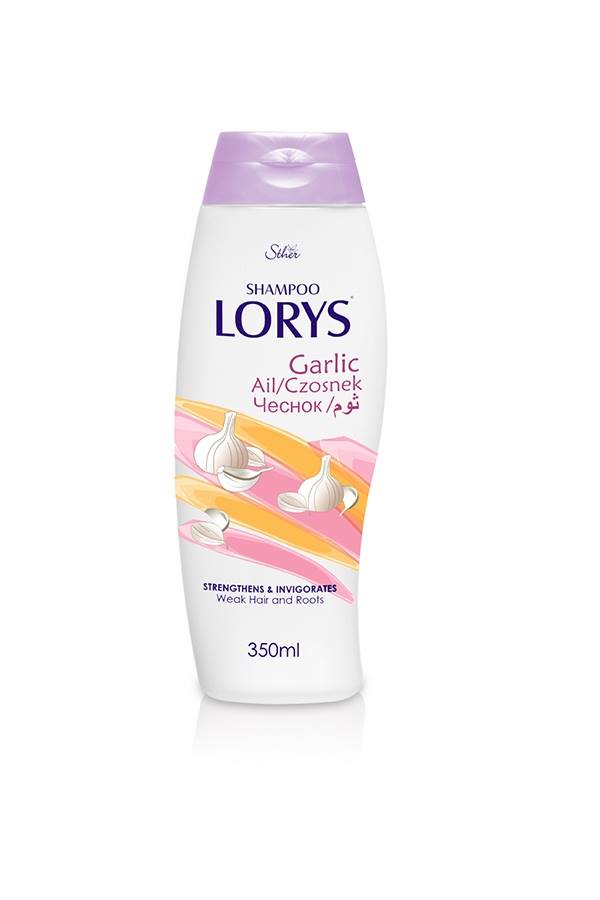 Sther
SHAMPOO
LORYS®
Garlic
Ail/Czosnek
Чеснок/ثوم
STRENGTHENS & INVIGORATES
Weak Hair and Roots
350ml